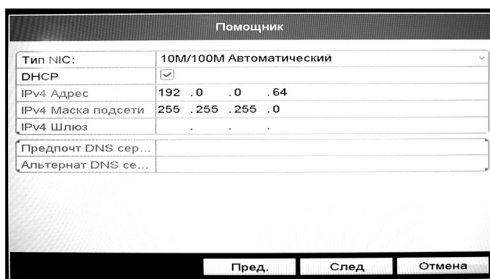 Помощник
Тип NIC: 10M/100M Автоматический
DHCP
IPv4 Адрес 192 .0 .0 .64
IPv4 Маска подсети 255 .255 .255 .0
IPv4 Шлюз . . .
Предпочт DNS сер...
Альтернат DNS се...
Пред. След Отмена